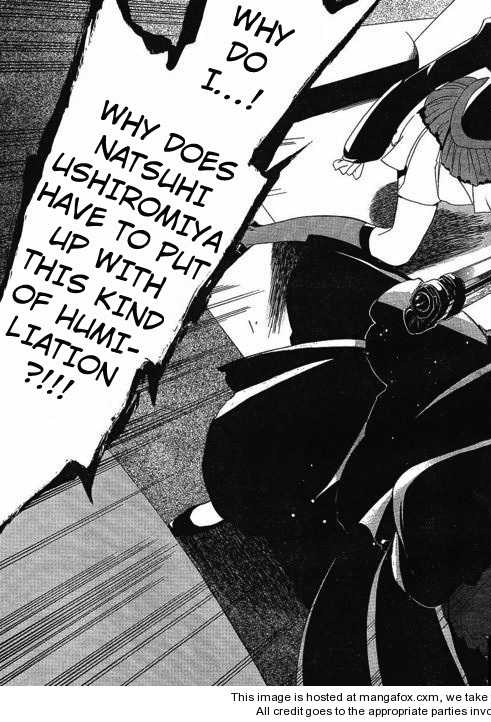 WHY
DO
I...!
WHY DOES
NATSUHI
USHIROMIYA
HAVE TO PUT
UP WITH
THIS KIND
OF HUMI-
LIATION
?!!!
This image is hosted at mangafox.cxm, we take
All credit goes to the appropriate parties invo